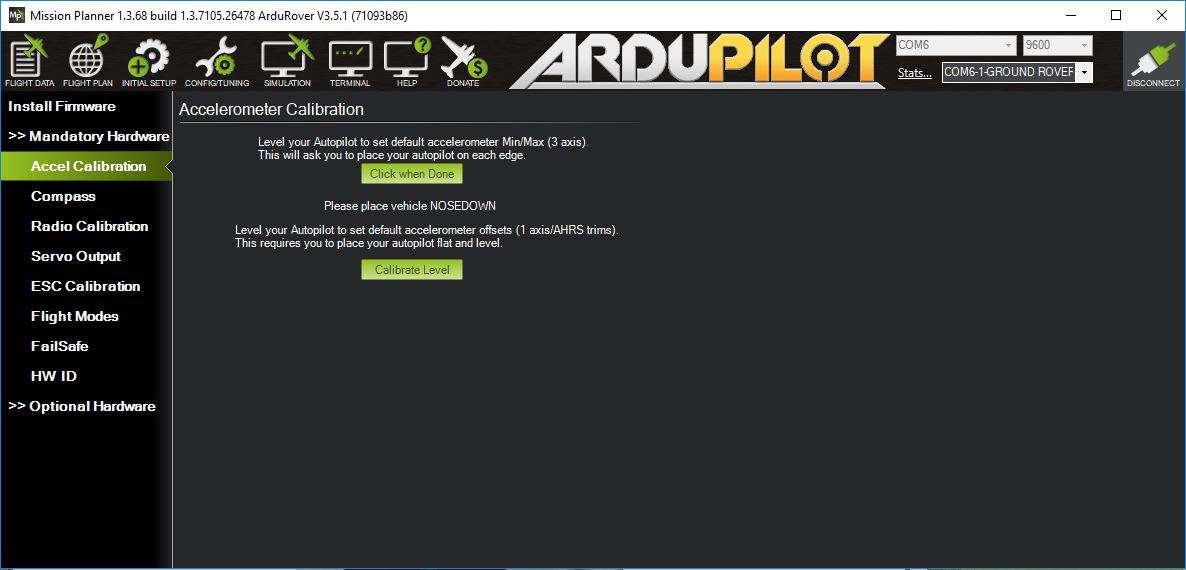 Mission Planner 1.3.68 build 1.3.7105.26478 ArduRover V3.5.1 (71093b86)
FLIGHT DATA FLIGHT PLAN INITIAL SETUP CONFIG/TUNING SIMULATION TERMINAL HELP DONATE
ARDUPILOT
COM6 9600
Stats... COM6-1-GROUND ROVER
DISCONNECT
Install Firmware
>> Mandatory Hardware
Accel Calibration
Compass
Radio Calibration
Servo Output
ESC Calibration
Flight Modes
FailSafe
HW ID
>> Optional Hardware
Accelerometer Calibration
Level your Autopilot to set default accelerometer Min/Max (3 axis).
This will ask you to place your autopilot on each edge.
Click when Done
Please place vehicle NOSEDOWN
Level your Autopilot to set default accelerometer offsets (1 axis/AHRS trims).
This requires you to place your autopilot flat and level.
Calibrate Level